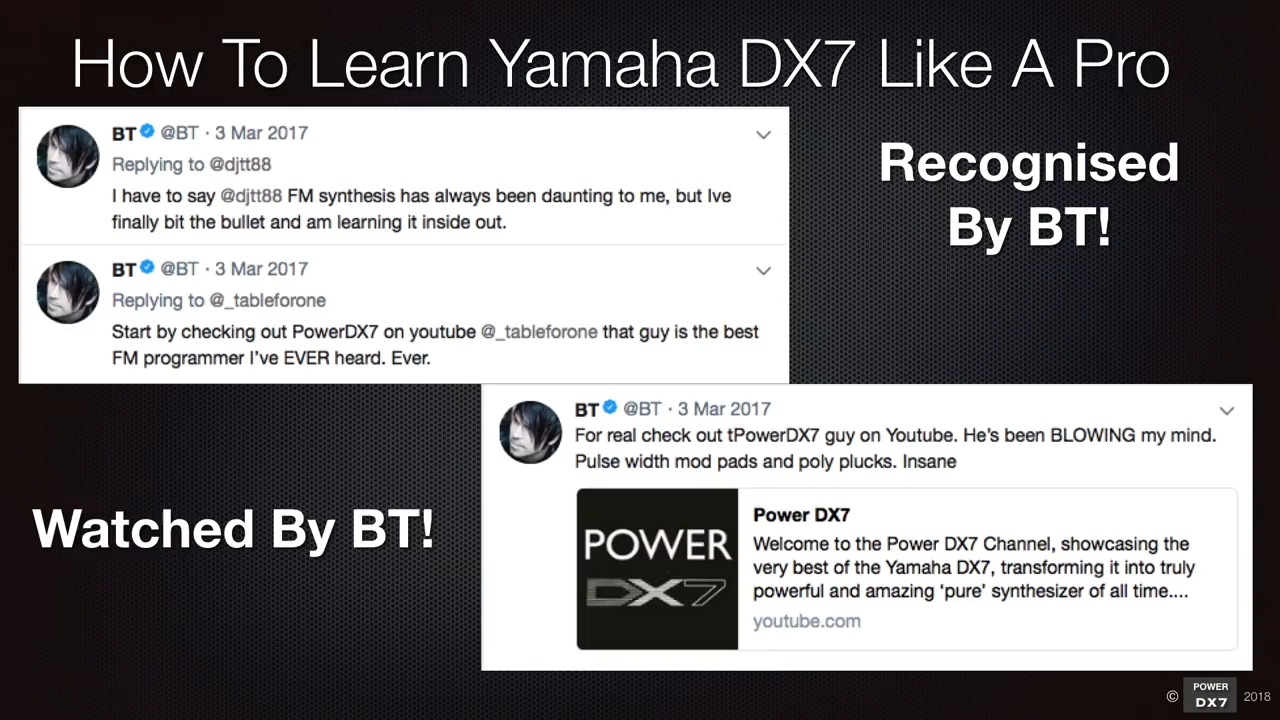 How To Learn Yamaha DX7 Like A Pro
BT @BT · 3 Mar 2017
Replying to @djtt88
I have to say @djtt88 FM synthesis has always been daunting to me, but Ive
finally bit the bullet and am learning it inside out.
BT @BT · 3 Mar 2017
Replying to @_tableforone
Start by checking out PowerDX7 on youtube @_tableforone that guy is the best
FM programmer I've EVER heard. Ever.
Recognised
By BT!
Watched By BT!
BT @BT · 3 Mar 2017
For real check out tPowerDX7 guy on Youtube. He's been BLOWING my mind.
Pulse width mod pads and poly plucks. Insane
POWER
DX7
Power DX7
Welcome to the Power DX7 Channel, showcasing the
very best of the Yamaha DX7, transforming it into truly
powerful and amazing 'pure' synthesizer of all time....
youtube.com
© POWER DX7 2018